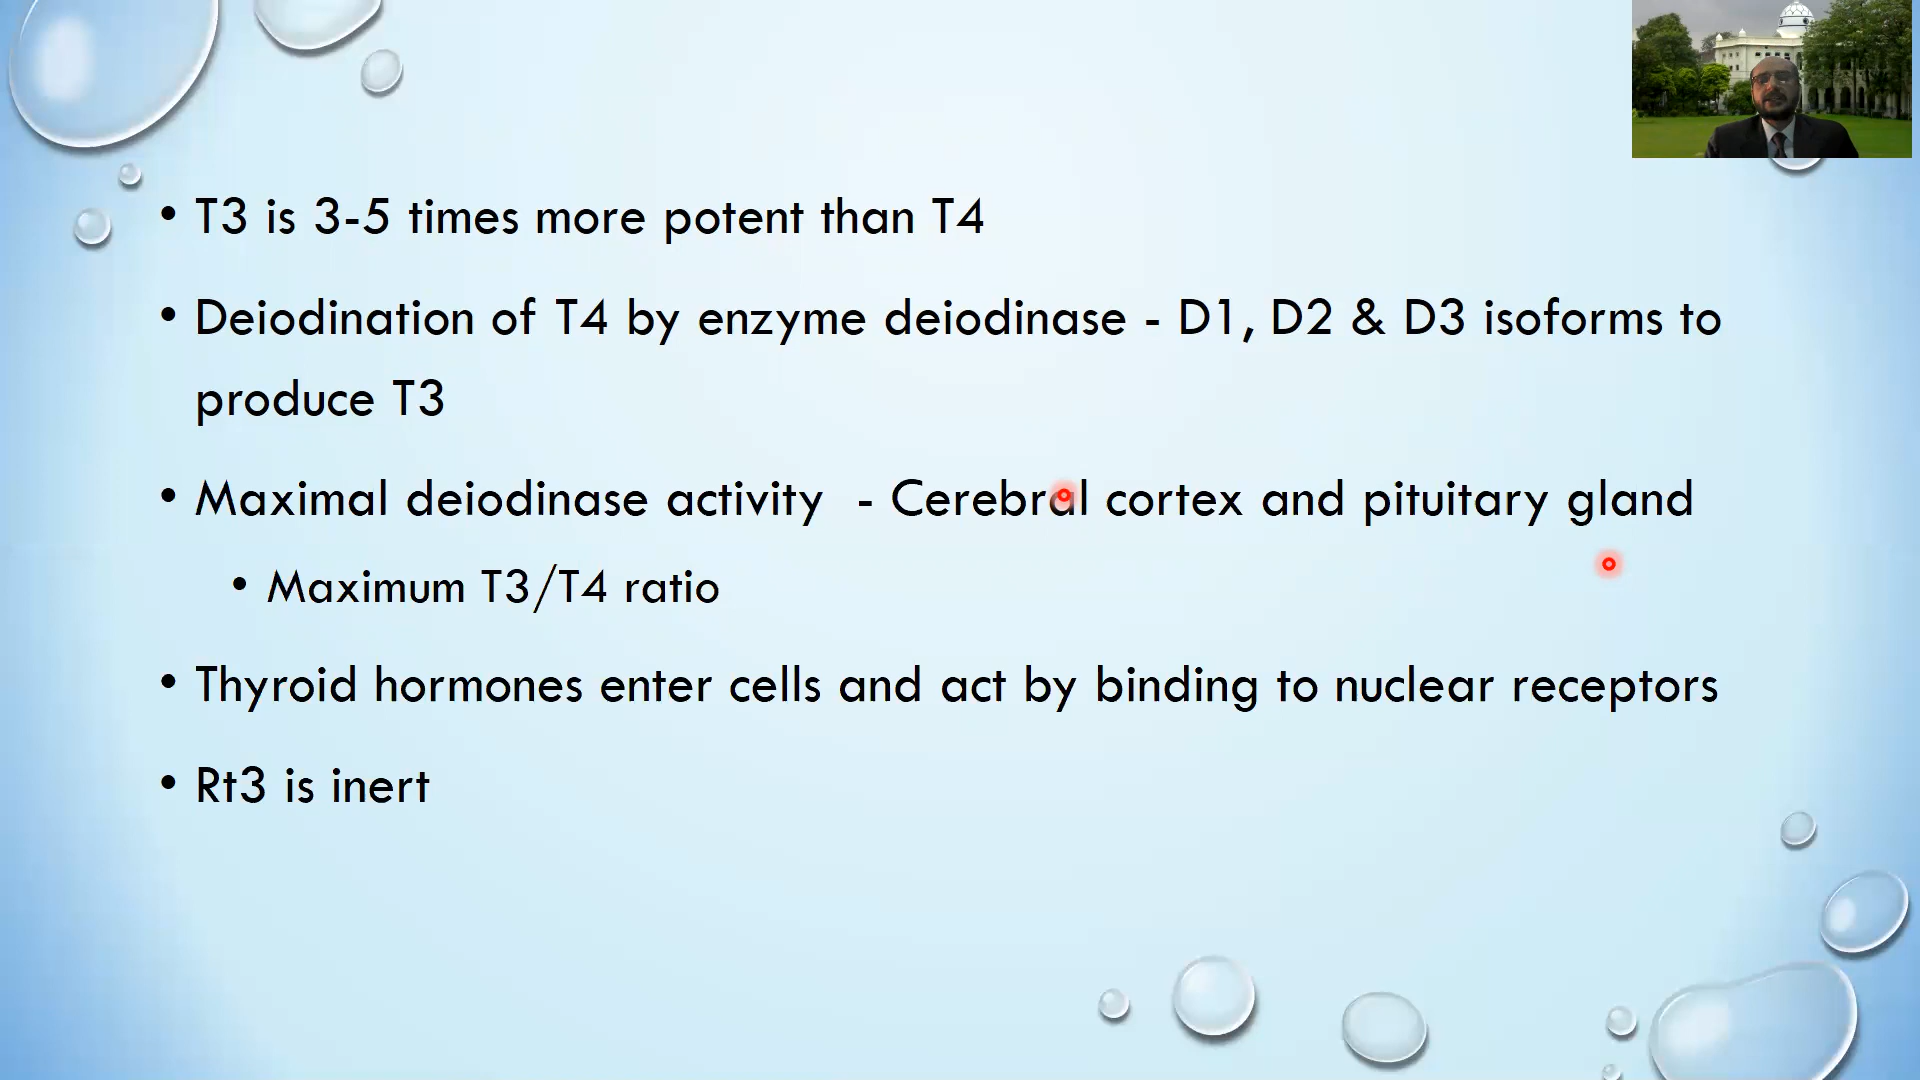 • T3 is 3-5 times more potent than T4
• Deiodination of T4 by enzyme deiodinase - D1, D2 & D3 isoforms to
produce T3
• Maximal deiodinase activity - Cerebral cortex and pituitary gland
• Maximum T3/T4 ratio
• Thyroid hormones enter cells and act by binding to nuclear receptors
• Rt3 is inert